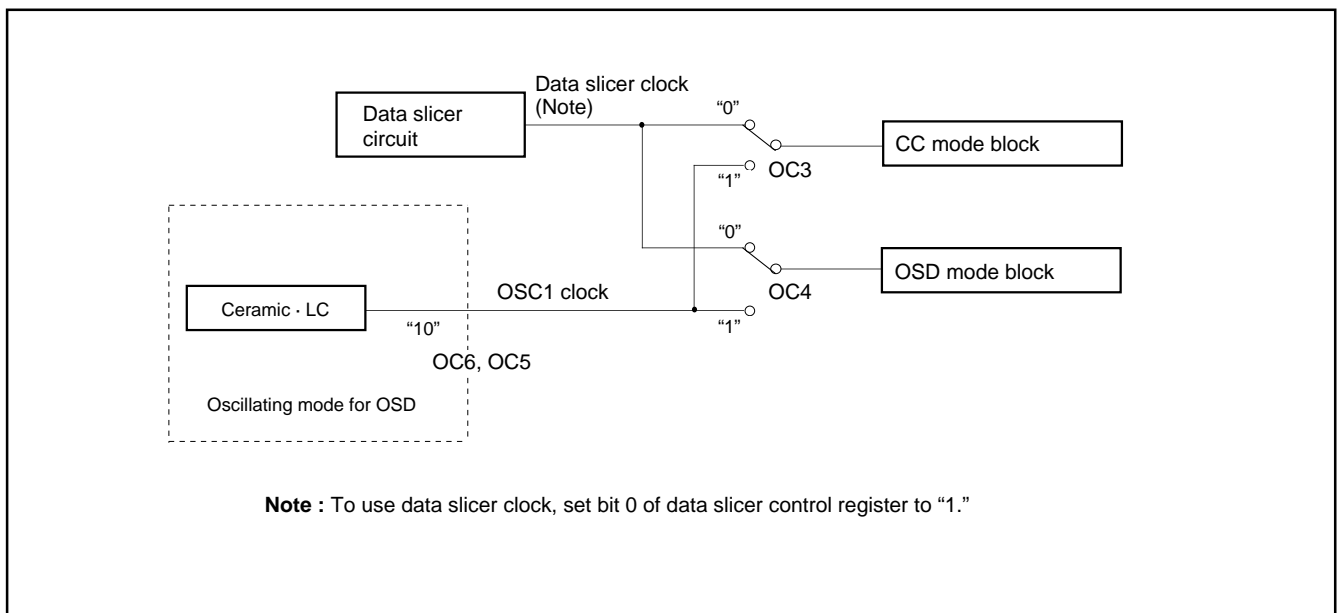 Data slicer clock
(Note)
Data slicer
circuit
“0”
CC mode block
“1”
OC3
“0”
OSD mode block
OC4
OSC1 clock
Ceramic · LC
“10”
“1”
OC6, OC5
Oscillating mode for OSD
Note : To use data slicer clock, set bit 0 of data slicer control register to “1.”